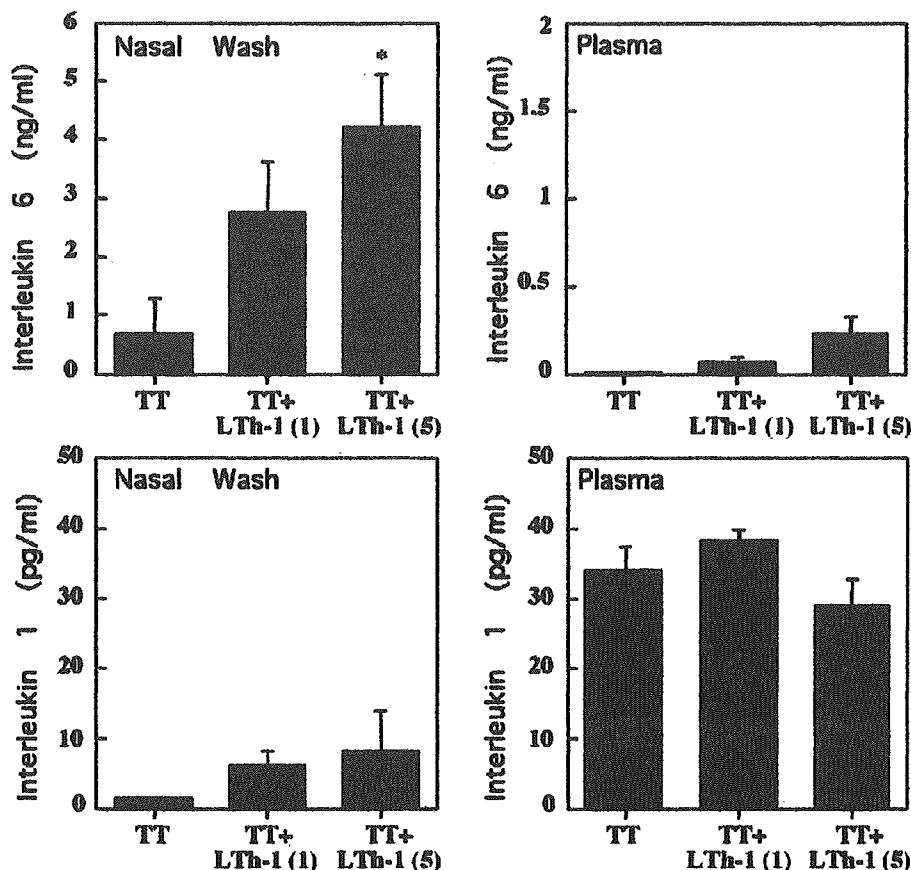 Interleukin 6 (ng/ml)
6
5
4
3
2
1
0
Nasal Wash
*
TT
TT+
LTh-1 (1)
TT+
LTh-1 (5)
Interleukin 6 (ng/ml)
2
1.5
1
0.5
0
Plasma
TT
TT+
LTh-1 (1)
TT+
LTh-1 (5)
Interleukin 1 (pg/ml)
50
40
30
20
10
0
Nasal Wash
TT
TT+
LTh-1 (1)
TT+
LTh-1 (5)
Interleukin 1 (pg/ml)
50
40
30
20
10
0
Plasma
TT
TT+
LTh-1 (1)
TT+
LTh-1 (5)